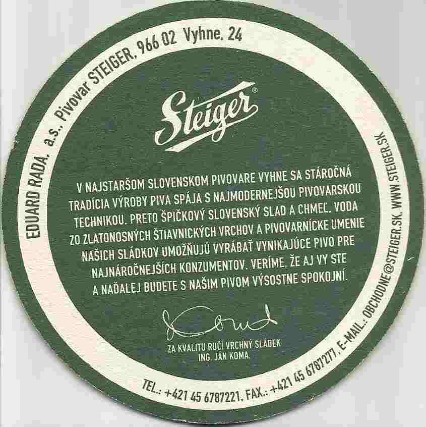 EDUARD RADA, a.s., Pivovar STEIGER, 966 02 Vyhne, 24
Steiger®
V NAJSTARŠOM SLOVENSKOM PIVOVARE VYHNE SA STÁROČNÁ
TRADÍCIA VÝROBY PIVA SPÁJA S NAJMODERNEJŠOU PIVOVARSKOU
TECHNIKOU. PRETO ŠPIČKOVÝ SLOVENSKÝ SLAD A CHMEĽ, VODA
ZO ZLATONOSNÝCH ŠTIAVNICKÝCH VRCHOV A PIVOVARNÍCKE UMENIE
NAŠICH SLÁDKOV UMOŽŇUJÚ VYRÁBAŤ VYNIKAJÚCE PIVO PRE
NAJNÁROČNEJŠÍCH KONZUMENTOV. VERÍME, ŽE AJ VY STE
A NAĎALEJ BUDETE S NAŠIM PIVOM VÝSOSTNE SPOKOJNÍ.
ZA KVALITU RUČÍ VRCHNÝ SLÁDEK
ING. JÁN KOMA.
TEL.: +421 45 6787221, FAX.: +421 45 6787277, E-MAIL.: OBCHODNE@STEIGER.SK, WWW.STEIGER.SK